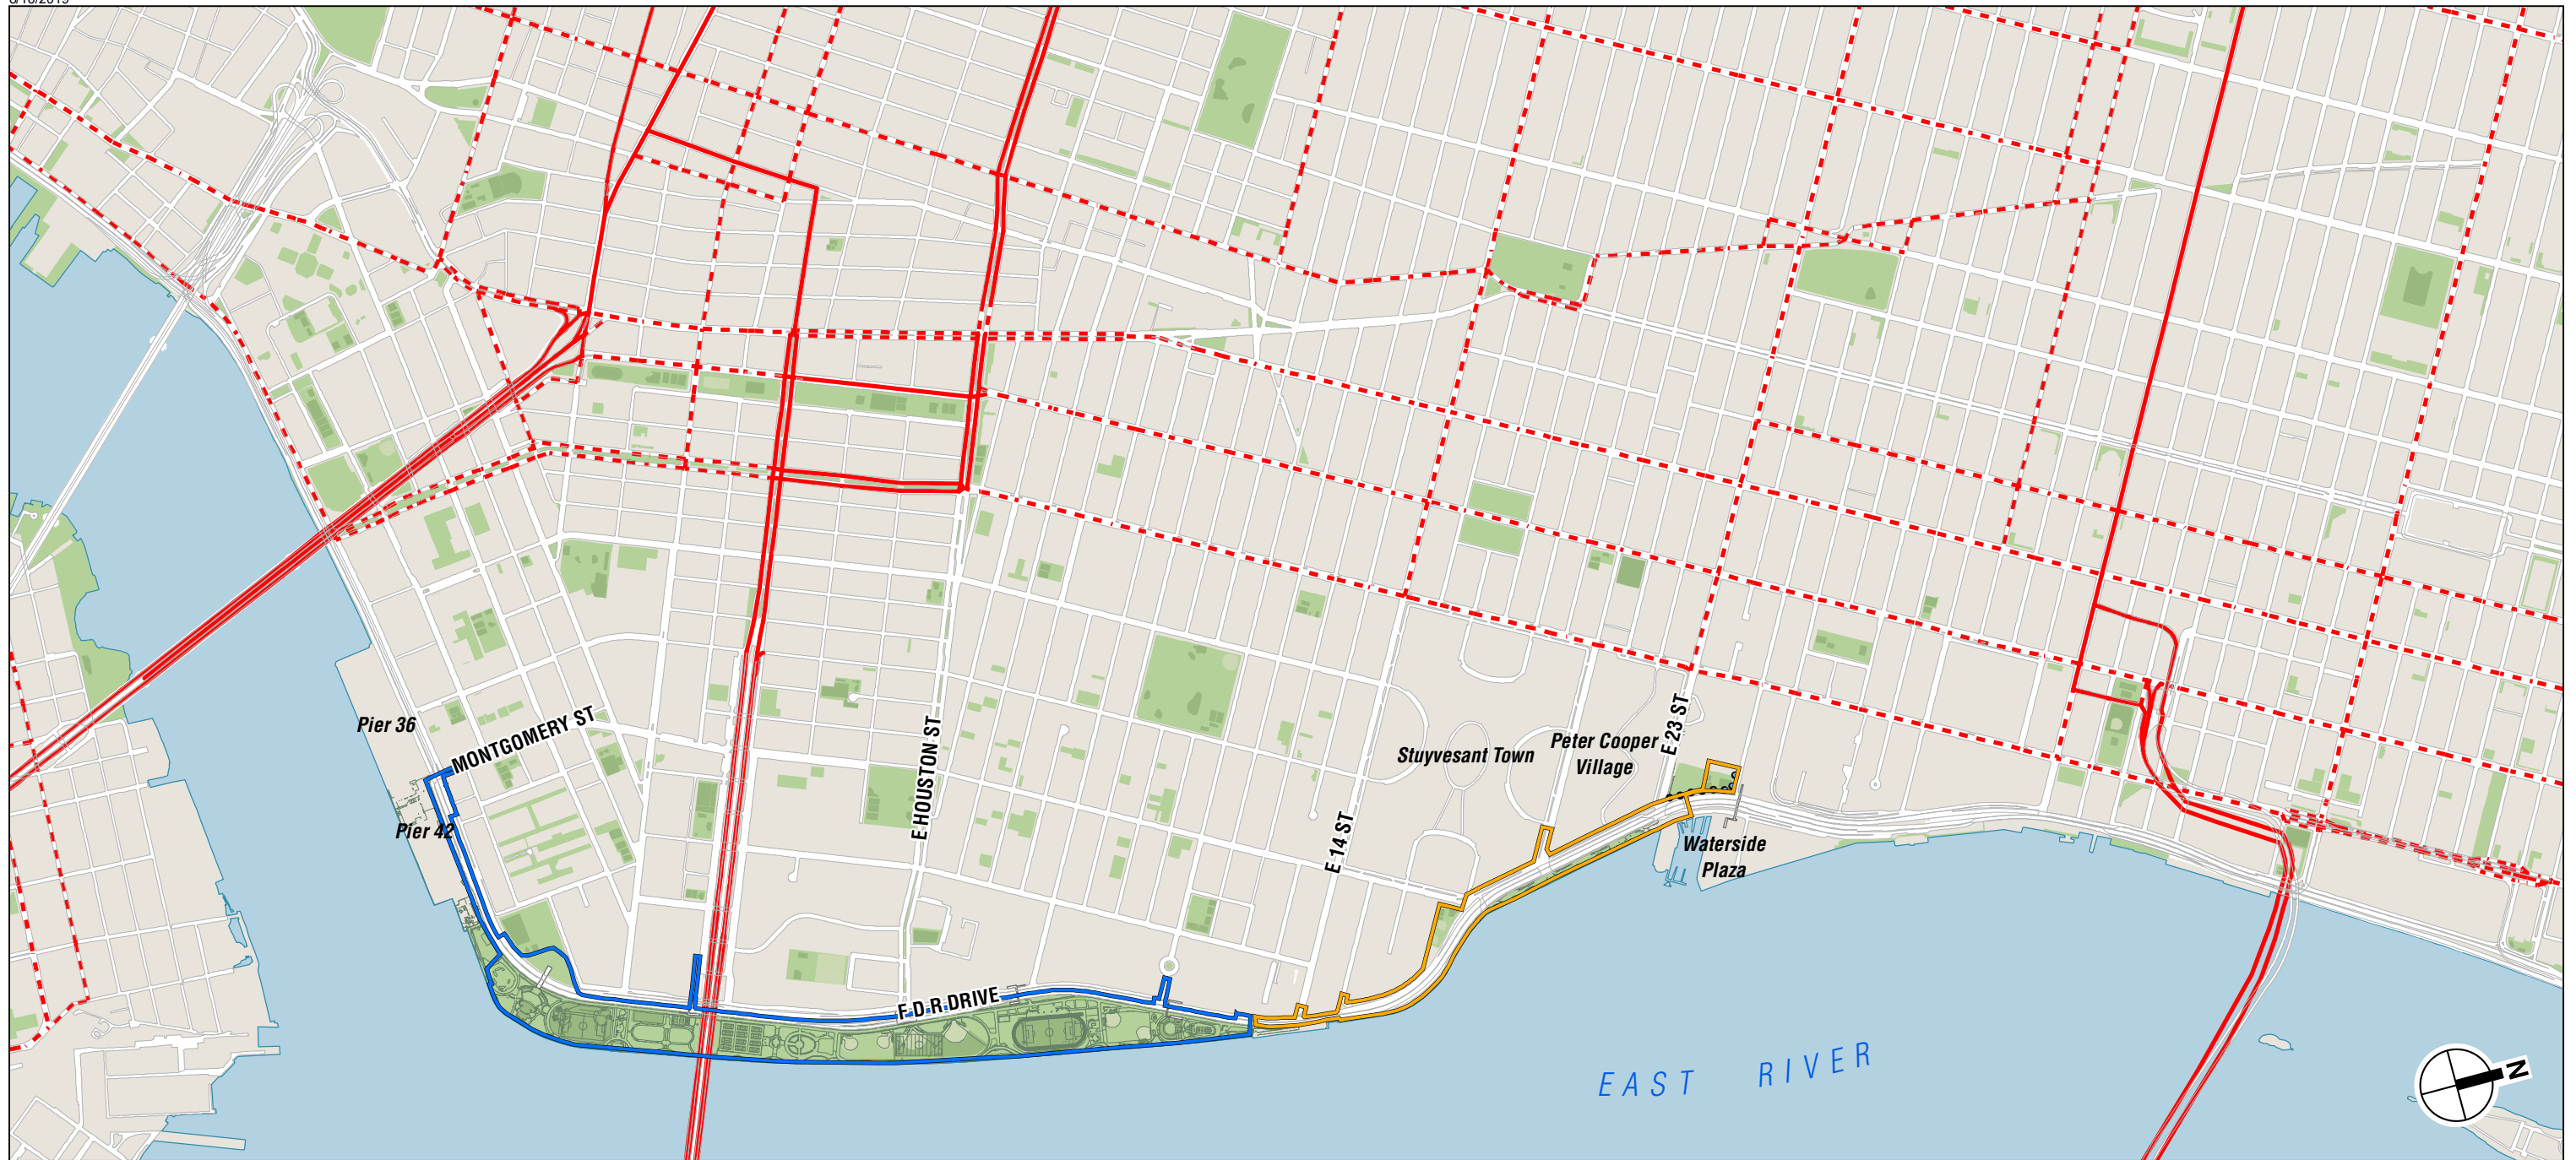 Pier 36
MONTGOMERY ST
Pier 42
E HOUSTON ST
F D R DRIVE
E 14 ST
Stuyvesant Town
Peter Cooper
Village
E 23 ST
Waterside
Plaza
EAST RIVER
N